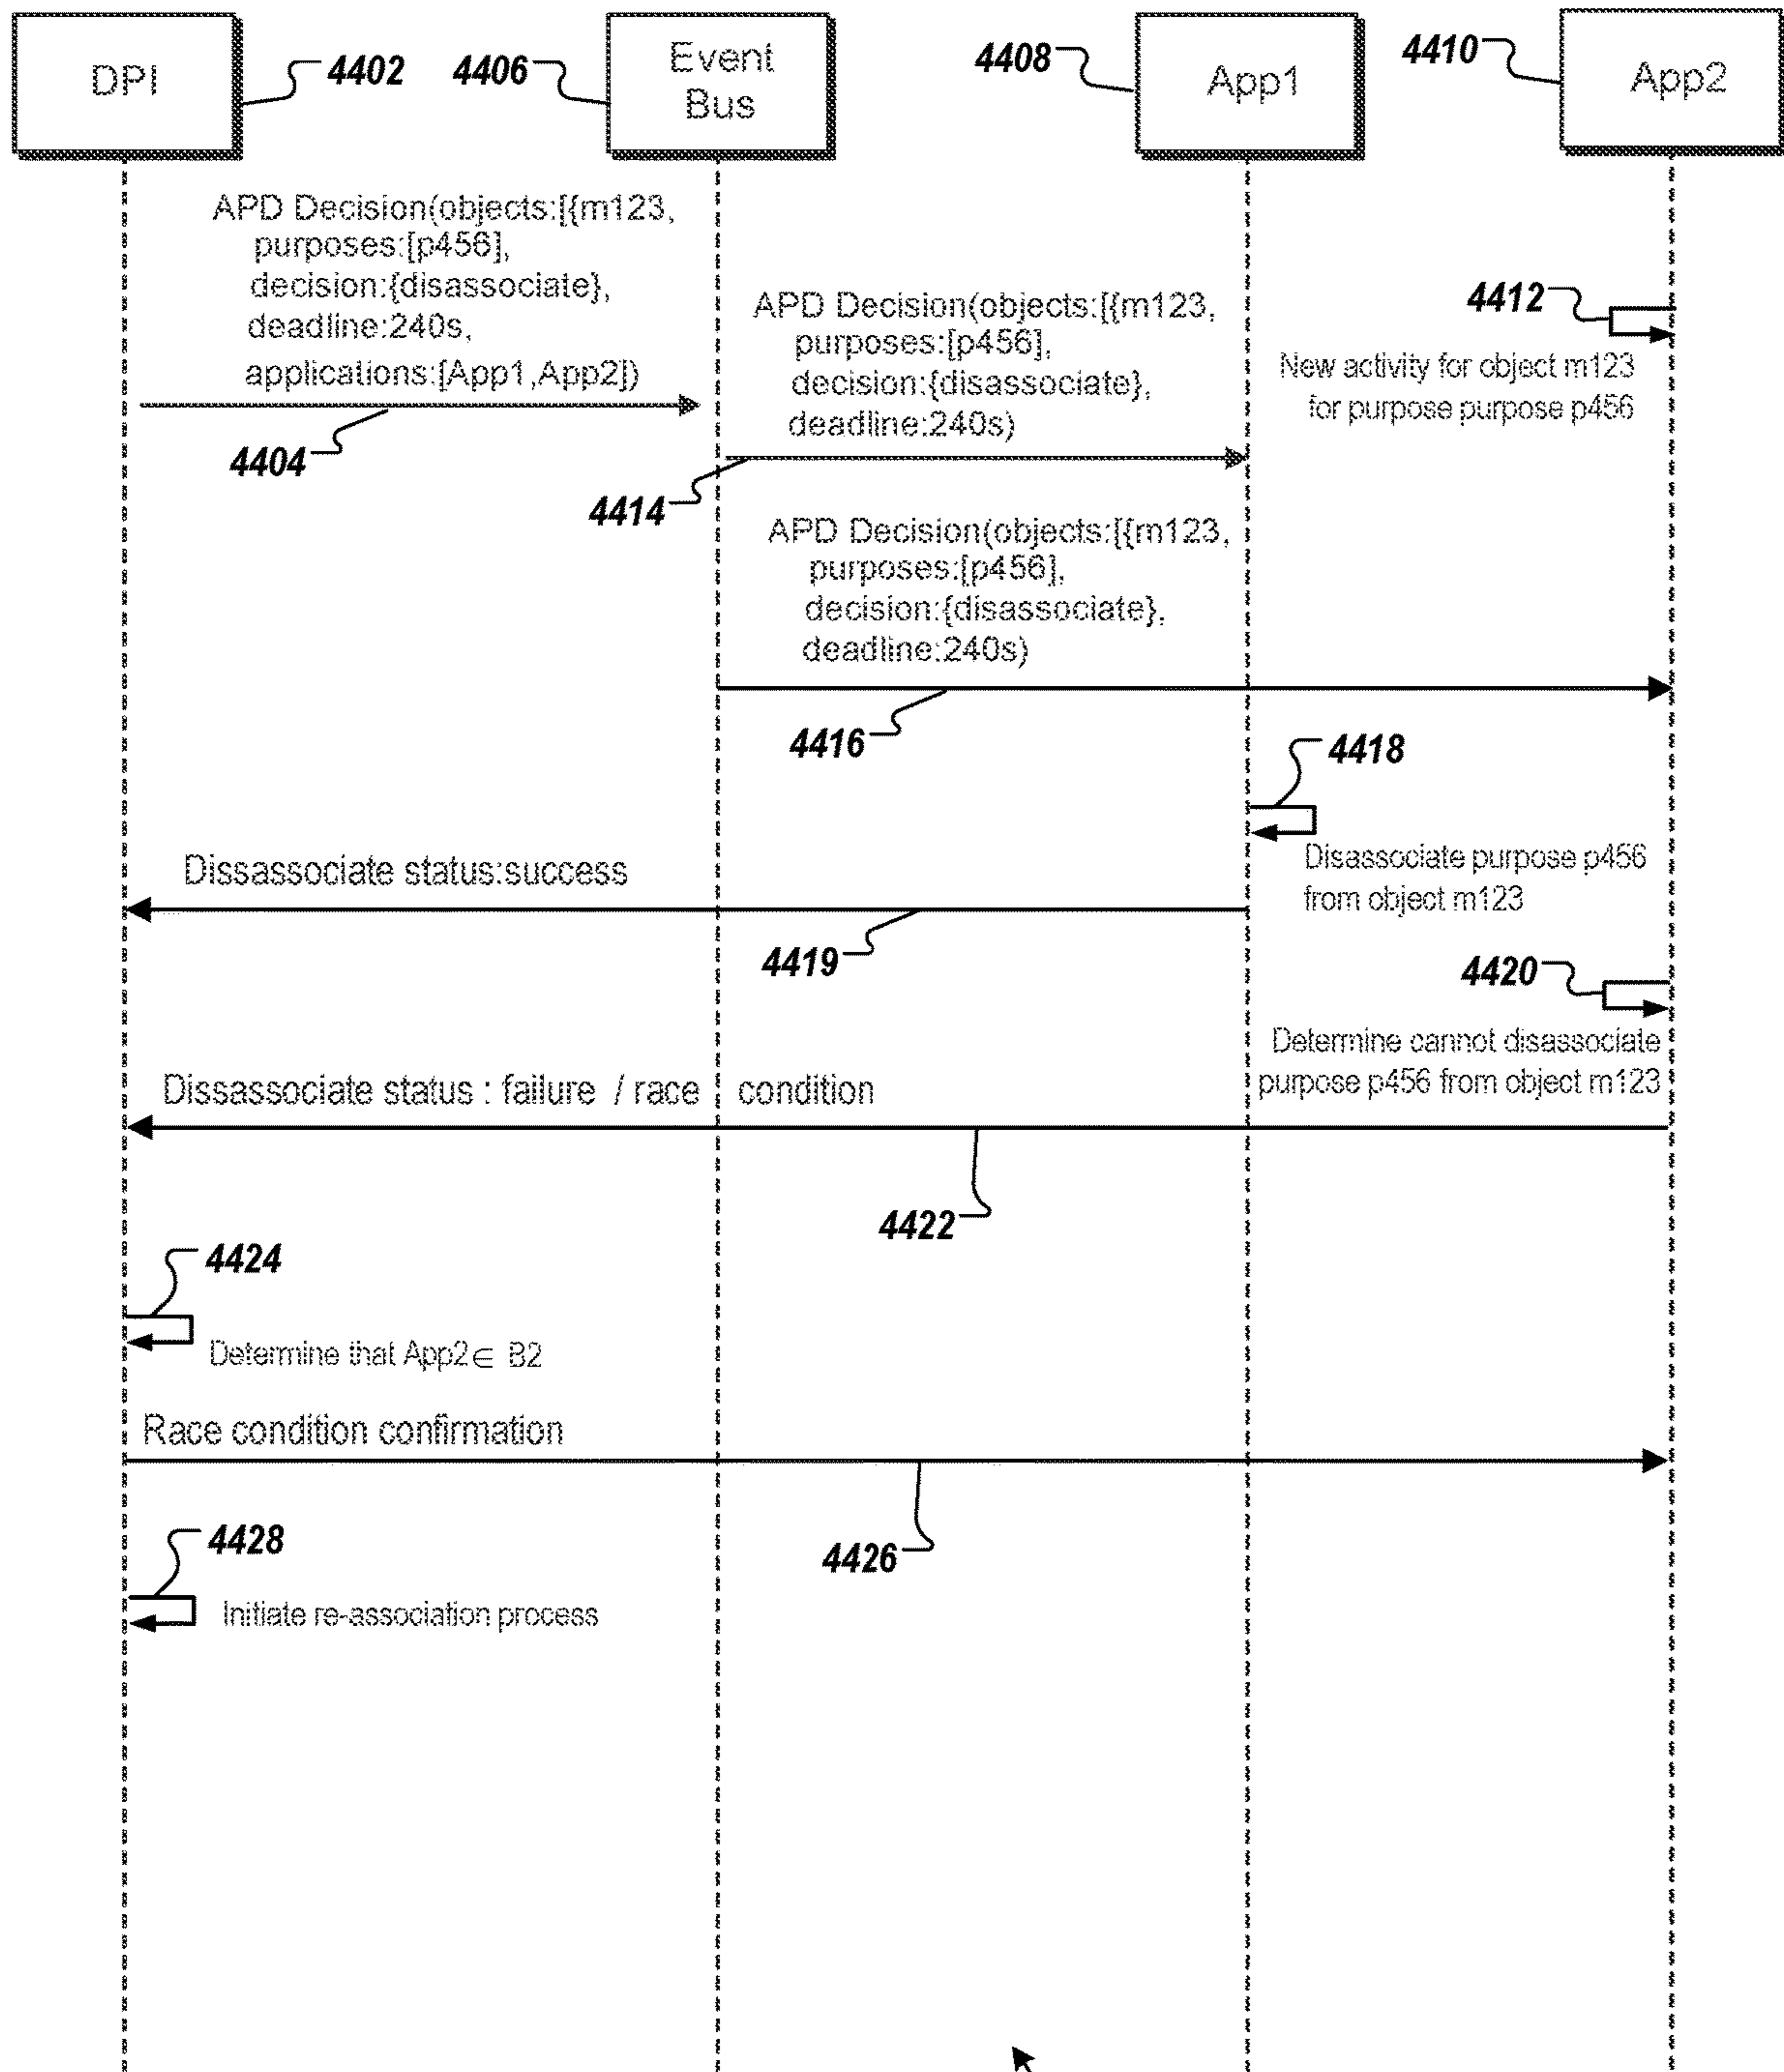 DPI
4402
4406
Event
Bus
4408
App1
4410
App2
APD Decision(objects:[{m123,
purposes:[p456],
decision:{disassociate},
deadline:240s,
applications:[App1,App2])
4404
APD Decision(objects:[{m123,
purposes:[p456],
decision:{disassociate},
deadline:240s)
4414
4412
New activity for object m123
for purpose purpose p456
APD Decision(objects:[{m123,
purposes:[p456],
decision:{disassociate},
deadline:240s)
4416
4418
Disassociate purpose p456
from object m123
Dissassociate status:success
4419
4420
Determine cannot disassociate
purpose p456 from object m123
Dissassociate status : failure / race condition
4422
4424
Determine that App2∈ B2
Race condition confirmation
4426
4428
Initiate re-association process